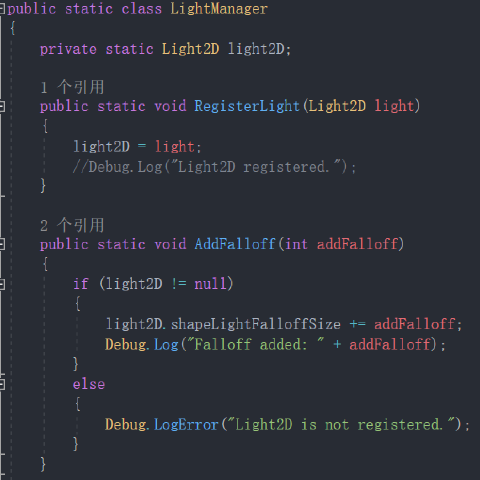 public static class LightManager
{
private static Light2D light2D;
1 个引用
public static void RegisterLight(Light2D light)
{
light2D = light;
//Debug.Log("Light2D registered.");
}
2 个引用
public static void AddFalloff(int addFalloff)
{
if (light2D != null)
{
light2D.shapeLightFalloffSize += addFalloff;
Debug.Log("Falloff added: " + addFalloff);
}
else
{
Debug.LogError("Light2D is not registered.");
}
}